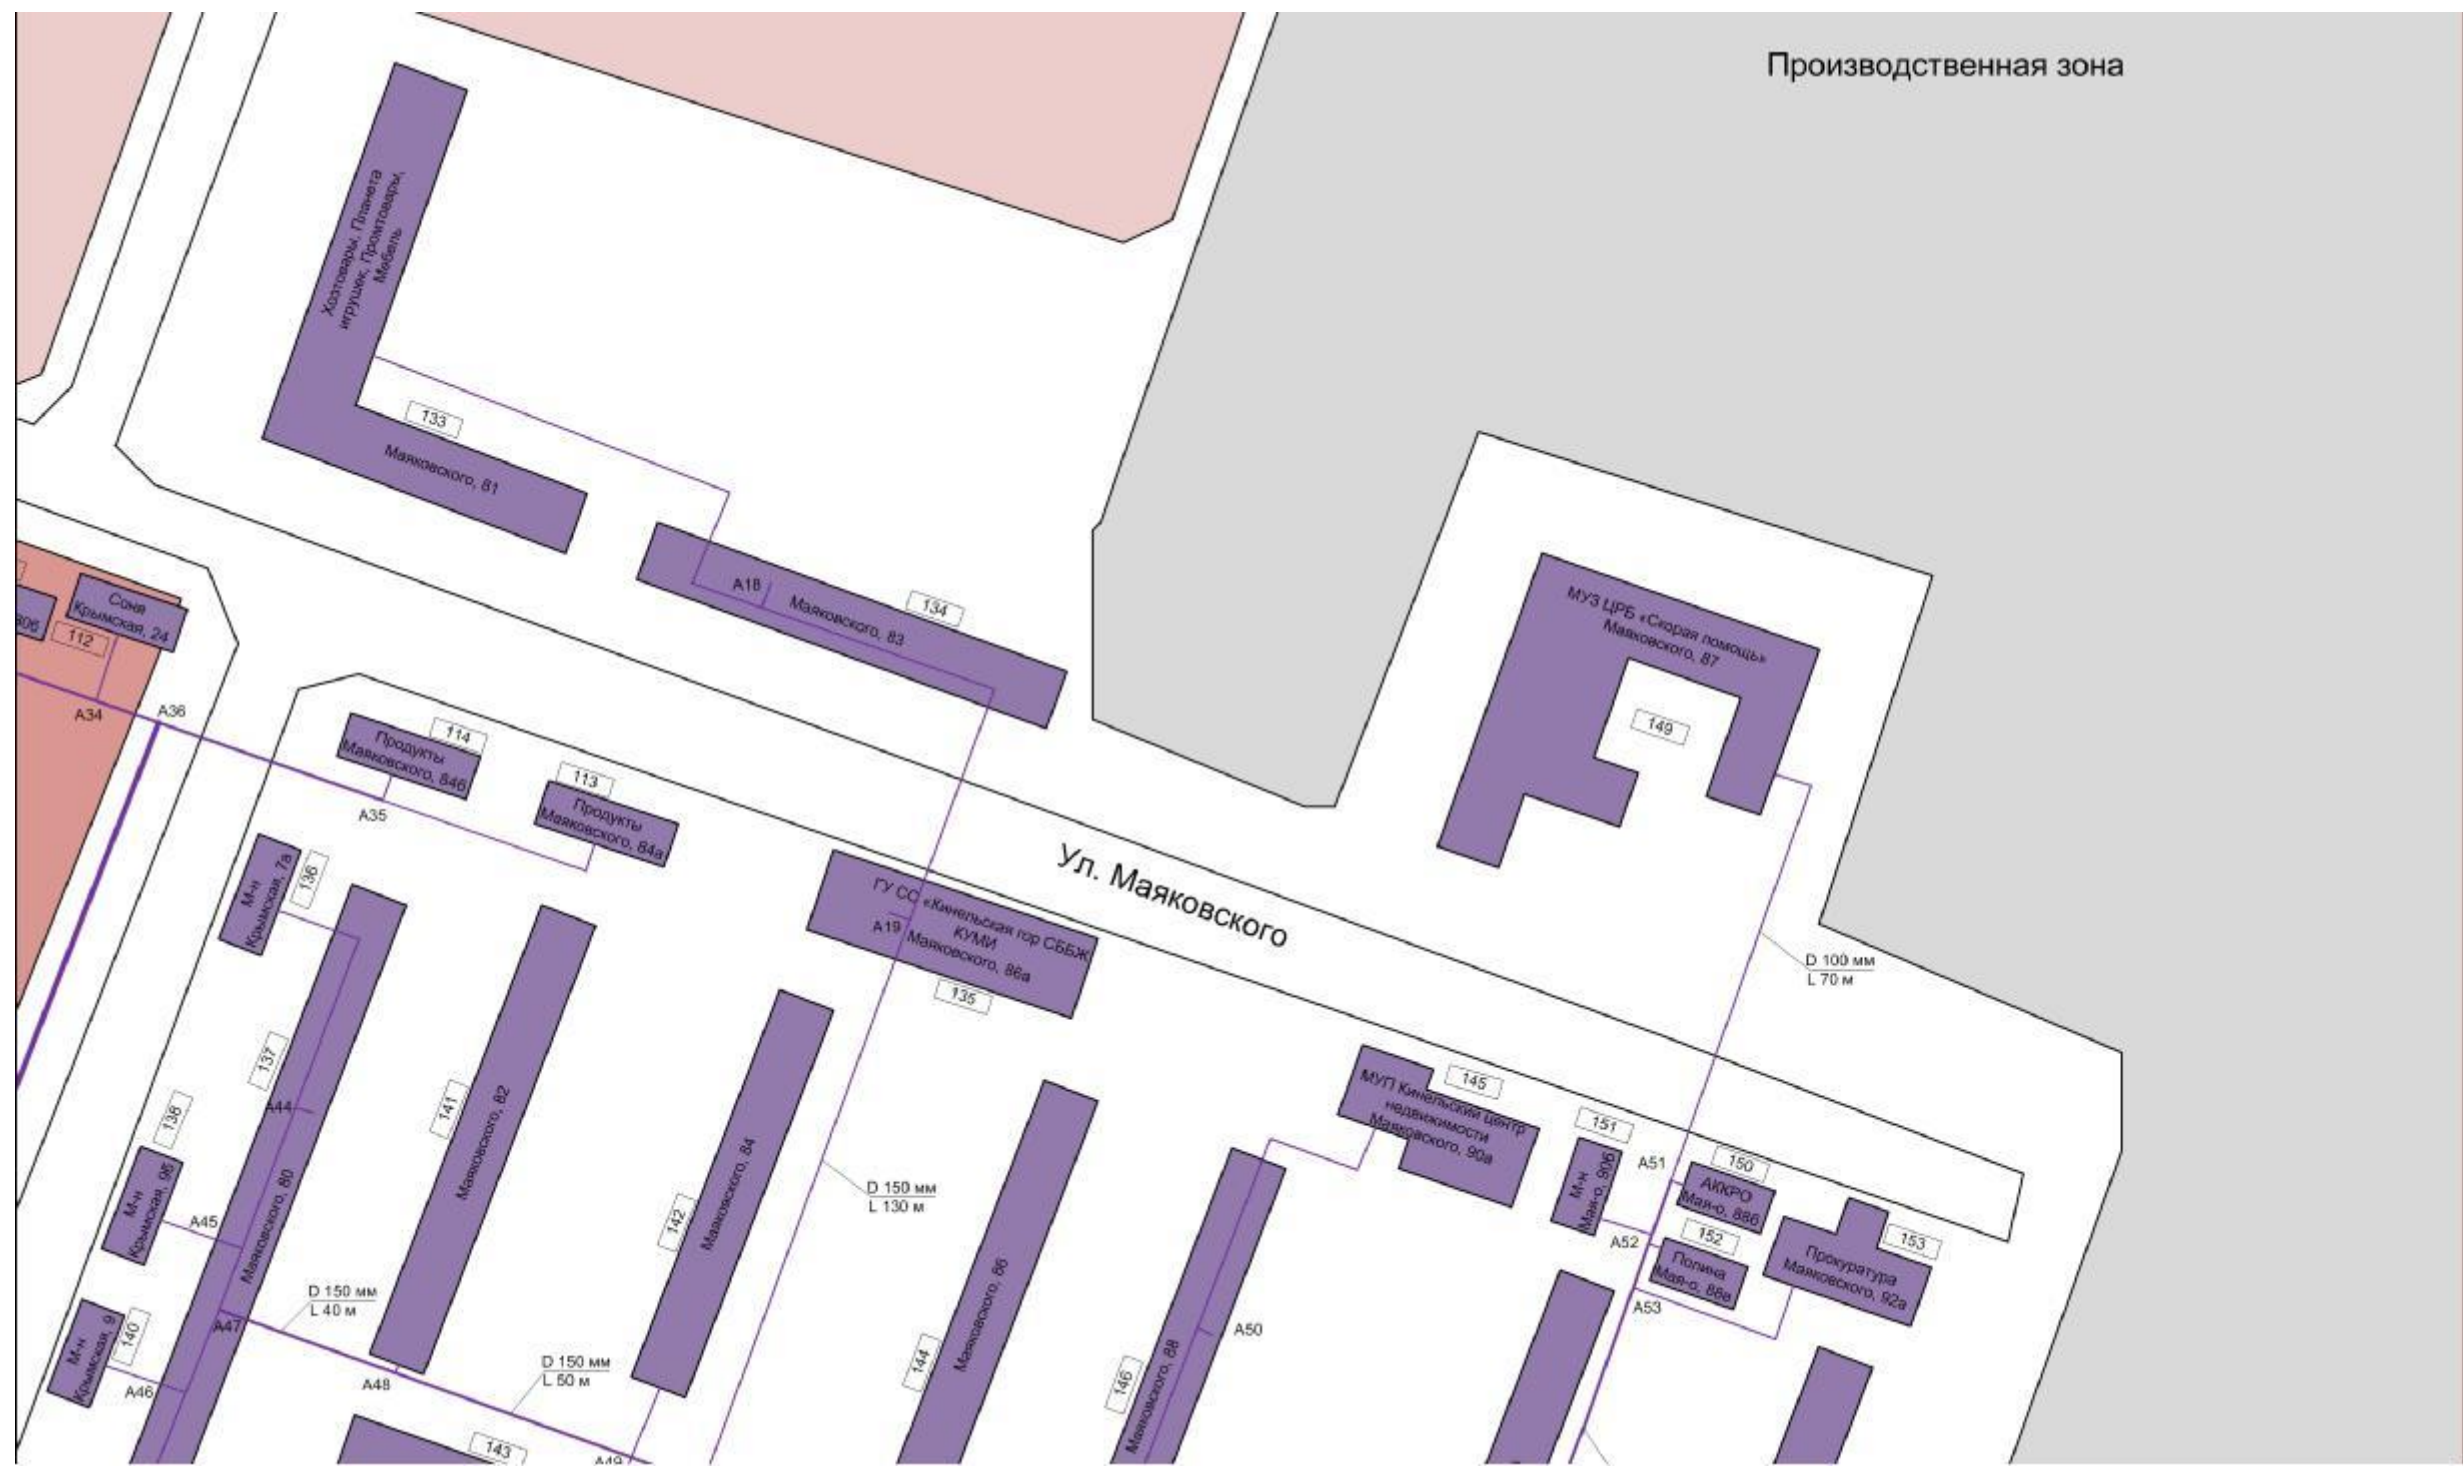 Производственная зона
Хозтовары. Планета
игрушек, Промтовары,
Мебель
133
Маяковского, 81
А18
134
Маяковского, 83
Соня
Крымская, 24
112
МУЗ ЦРБ «Скорая помощь»
Маяковского, 87
149
А34
А36
114
Продукты
Маяковского, 84б
А35
113
Продукты
Маяковского, 84а
Ул. Маяковского
М-н
Крымская, 7а
136
ГУ СС «Кинельская гор СББЖ
КУМИ
Маяковского, 86а
А19
135
D 100 мм
L 70 м
137
138
А44
141
Маяковского, 82
МУП Кинельский центр
недвижимости
Маяковского, 90а
145
151
М-н
Мая-о, 90б
А51
150
АККРО
Мая-о, 88б
М-н
Крымская, 9б
А45
Маяковского, 80
142
Маяковского, 84
D 150 мм
L 130 м
А52
152
Полина
Мая-о, 88в
153
Прокуратура
Маяковского, 92а
А53
D 150 мм
L 40 м
А47
М-н
Крымская, 9
140
А46
А48
D 150 мм
L 50 м
144
Маяковского, 86
146
Маяковского, 88
А50
143
А49